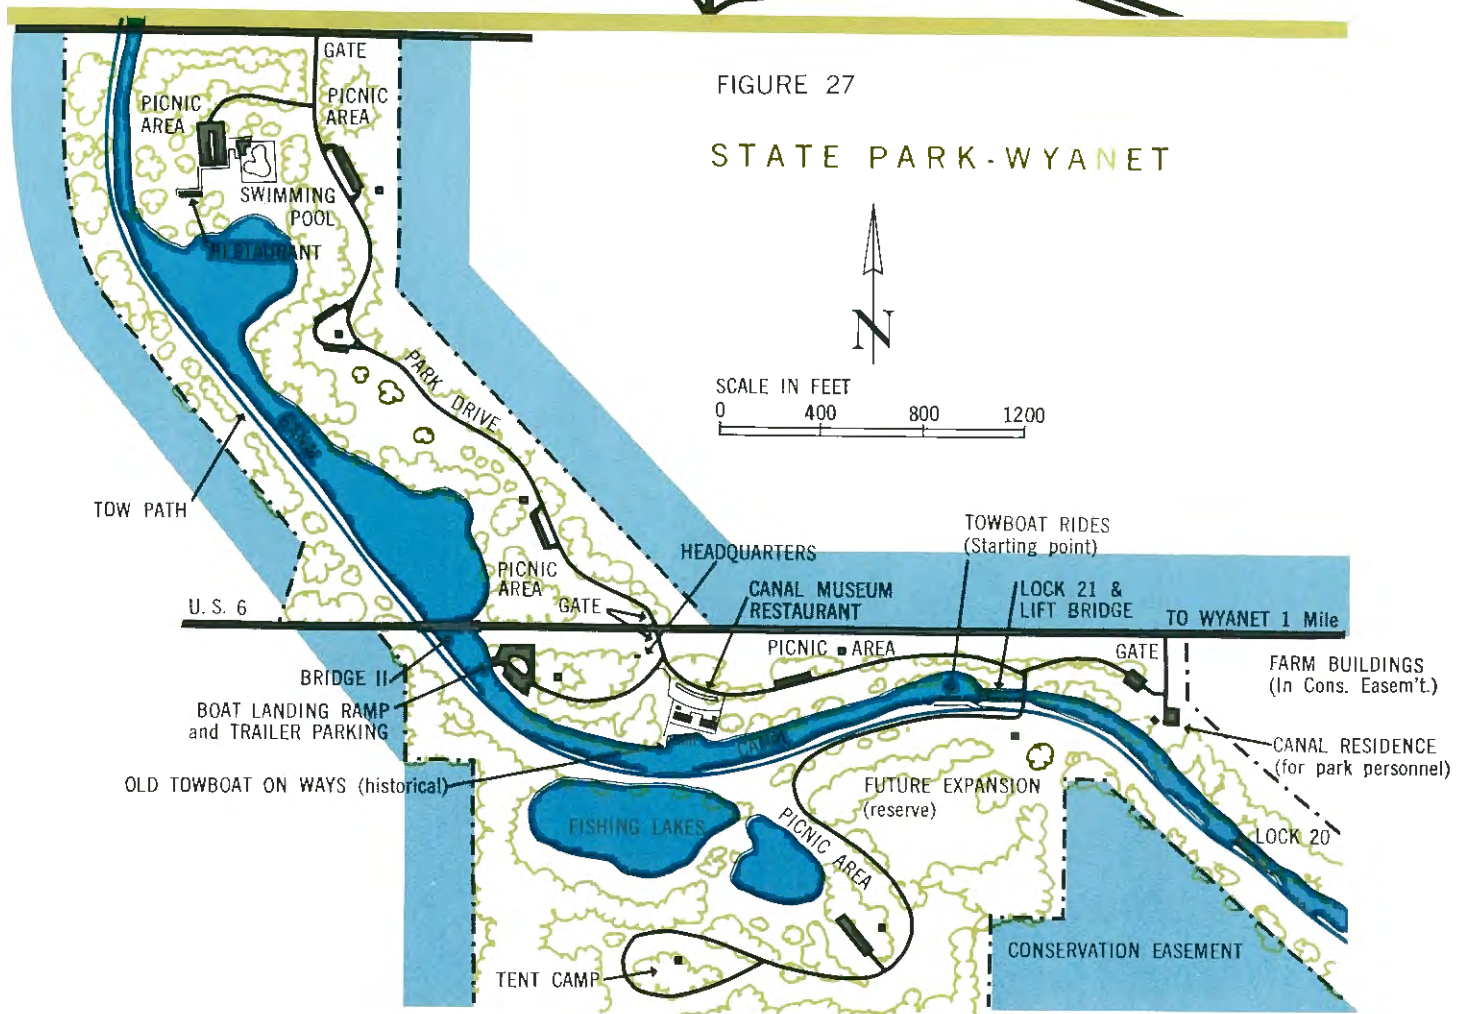 FIGURE 27
STATE PARK-WYANET
GATE
PICNIC
AREA
PICNIC
AREA
SWIMMING
POOL
RESTAURANT
N
PARK DRIVE
SCALE IN FEET
0 400 800 1200
CANAL
TOW PATH
TOWBOAT RIDES
(Starting point)
HEADQUARTERS
PICNIC
AREA
CANAL MUSEUM
RESTAURANT
LOCK 21 &
LIFT BRIDGE
GATE
U. S. 6
TO WYANET 1 Mile
PICNIC AREA
GATE
FARM BUILDINGS
(In Cons. Easem't.)
BRIDGE II
BOAT LANDING RAMP
and TRAILER PARKING
CANAL
CANAL RESIDENCE
(for park personnel)
OLD TOWBOAT ON WAYS (historical)
FUTURE EXPANSION
(reserve)
FISHING LAKES
PICNIC AREA
LOCK 20
CONSERVATION EASEMENT
TENT CAMP